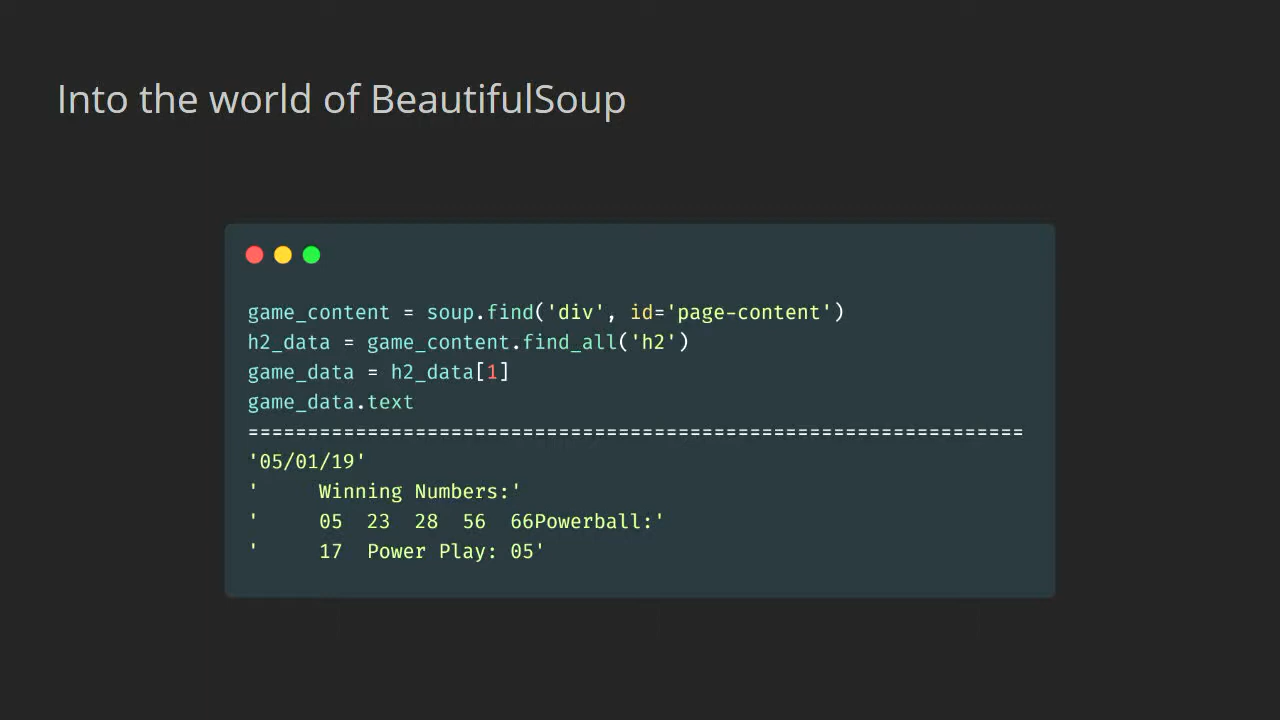 Into the world of BeautifulSoup
game_content = soup.find('div', id='page-content')
h2_data = game_content.find_all('h2')
game_data = h2_data[1]
game_data.text
=================================================================
'05/01/19'
'     Winning Numbers:'
'     05  23  28  56  66Powerball:'
'     17  Power Play: 05'